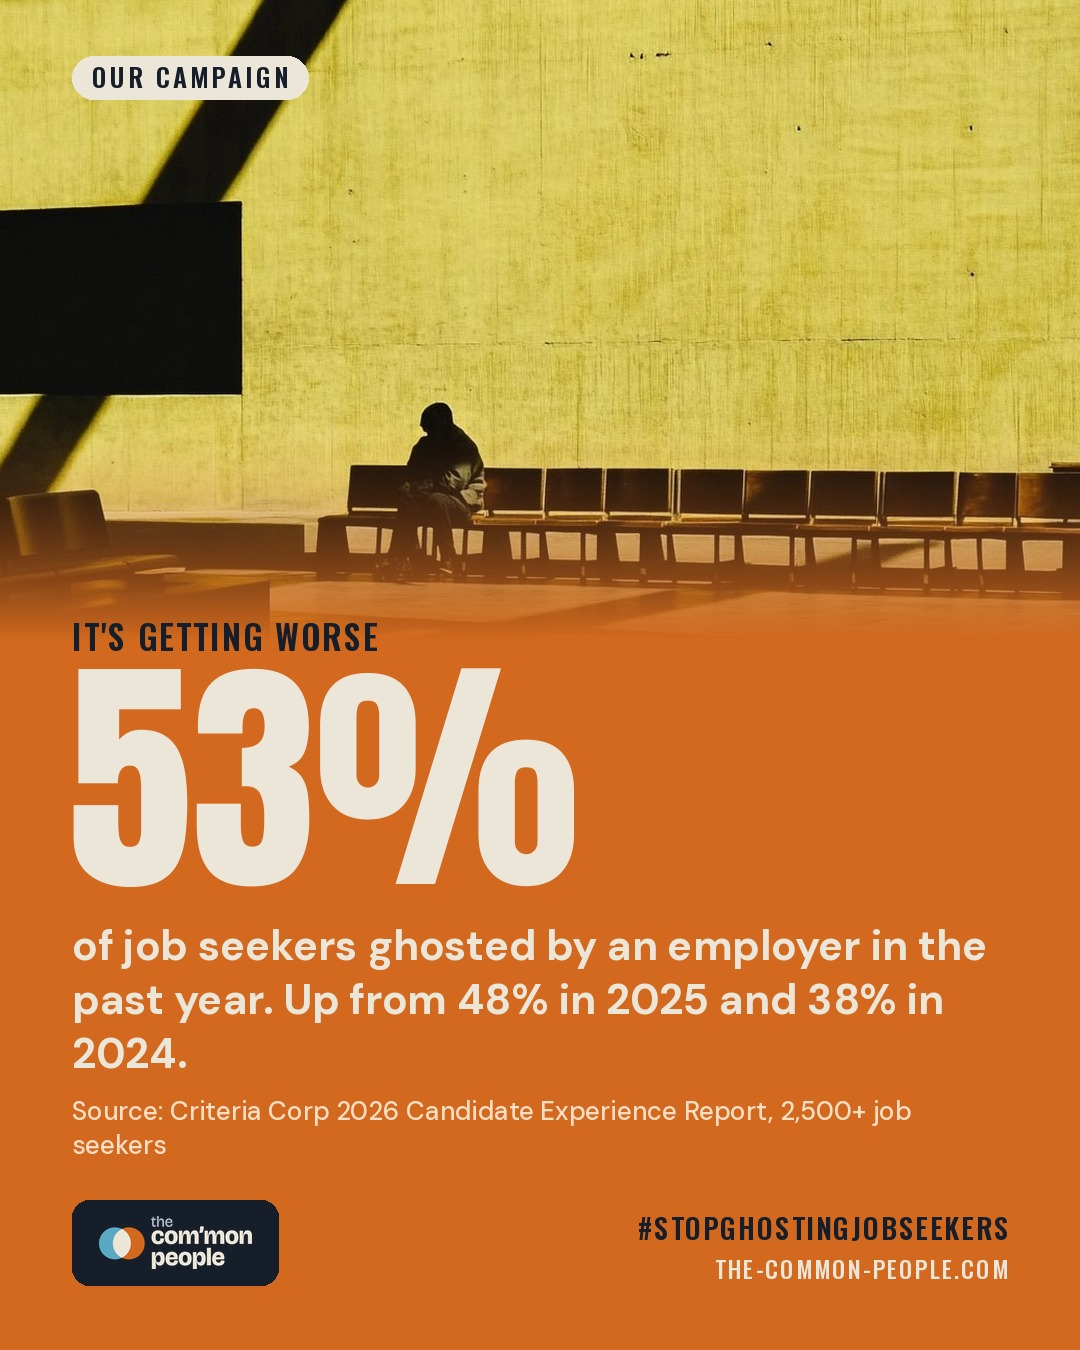 OUR CAMPAIGN
IT'S GETTING WORSE
53%
of job seekers ghosted by an employer in the
past year. Up from 48% in 2025 and 38% in
2024.
Source: Criteria Corp 2026 Candidate Experience Report, 2,500+ job
seekers
the
com'mon
people
#STOPGHOSTINGJOBSEEKERS
THE-COMMON-PEOPLE.COM